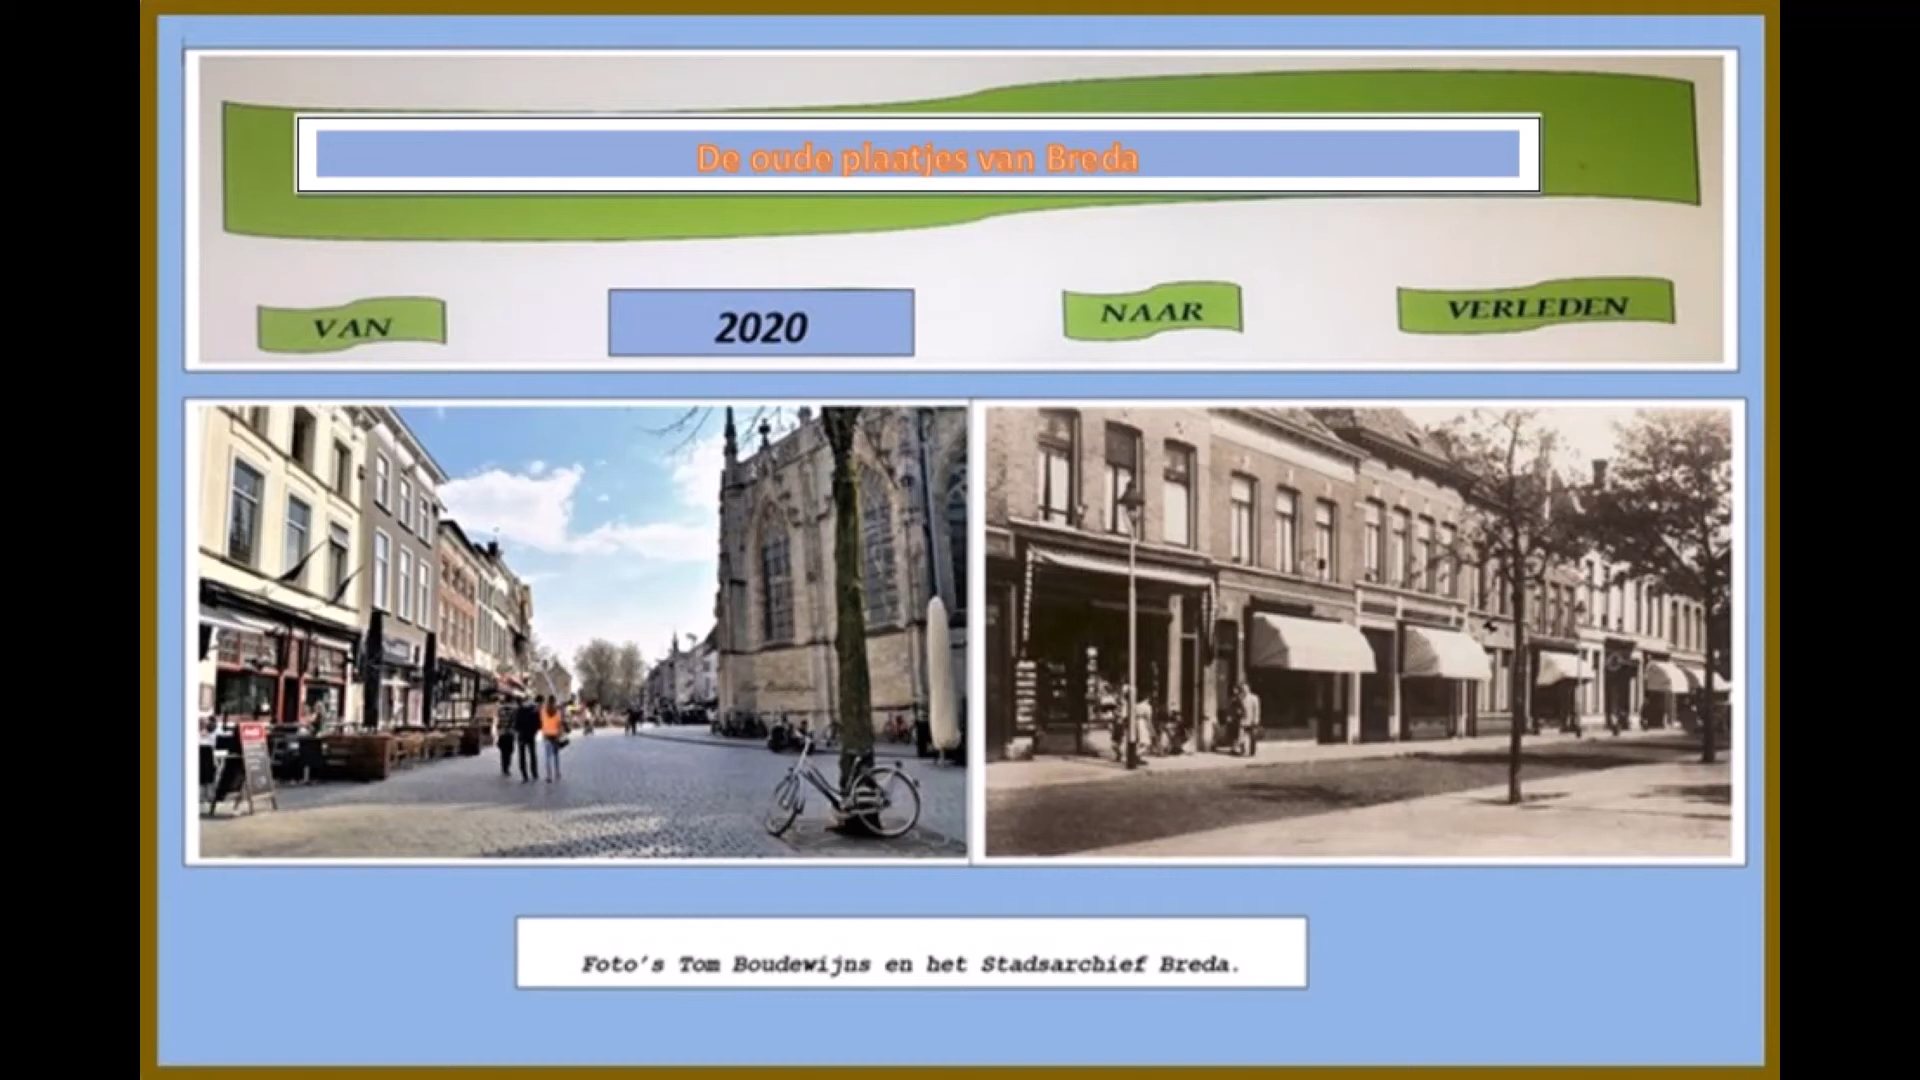 De oude plaatjes van Breda
VAN
2020
NAAR
VERLEDEN
Foto's Tom Boudewijns en het Stadsarchief Breda.